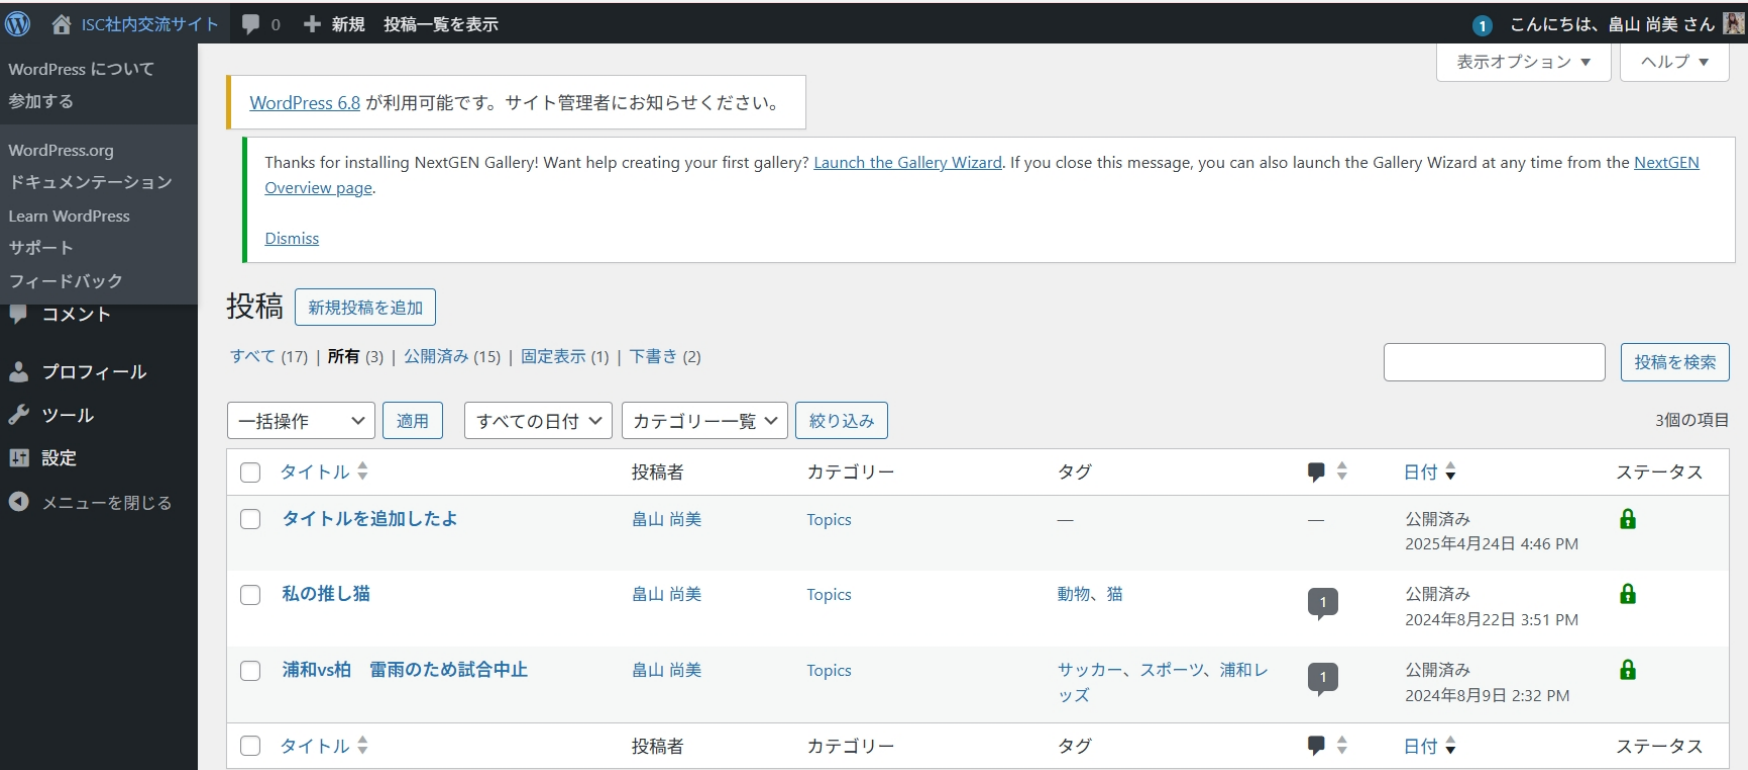 ISC社内交流サイト 0 新規 投稿一覧を表示 1 こんにちは、畠山 尚美 さん
WordPress について
参加する
WordPress.org
ドキュメンテーション
Learn WordPress
サポート
フィードバック
コメント
プロフィール
ツール
設定
メニューを閉じる
表示オプション ▼ ヘルプ ▼
WordPress 6.8 が利用可能です。サイト管理者にお知らせください。
Thanks for installing NextGEN Gallery! Want help creating your first gallery? Launch the Gallery Wizard. If you close this message, you can also launch the Gallery Wizard at any time from the NextGEN
Overview page.
Dismiss
投稿 新規投稿を追加
すべて (17) | 所有 (3) | 公開済み (15) | 固定表示 (1) | 下書き (2)
投稿を検索
一括操作 適用 すべての日付 カテゴリー一覧 絞り込み 3個の項目
タイトル 投稿者 カテゴリー タグ 日付 ステータス
タイトルを追加したよ 畠山 尚美 Topics — — 公開済み
2025年4月24日 4:46 PM
私の推し猫 畠山 尚美 Topics 動物、猫 1 公開済み
2024年8月22日 3:51 PM
浦和vs柏 雷雨のため試合中止 畠山 尚美 Topics サッカー、スポーツ、浦和レ 1 公開済み
ッズ 2024年8月9日 2:32 PM
タイトル 投稿者 カテゴリー タグ 日付 ステータス